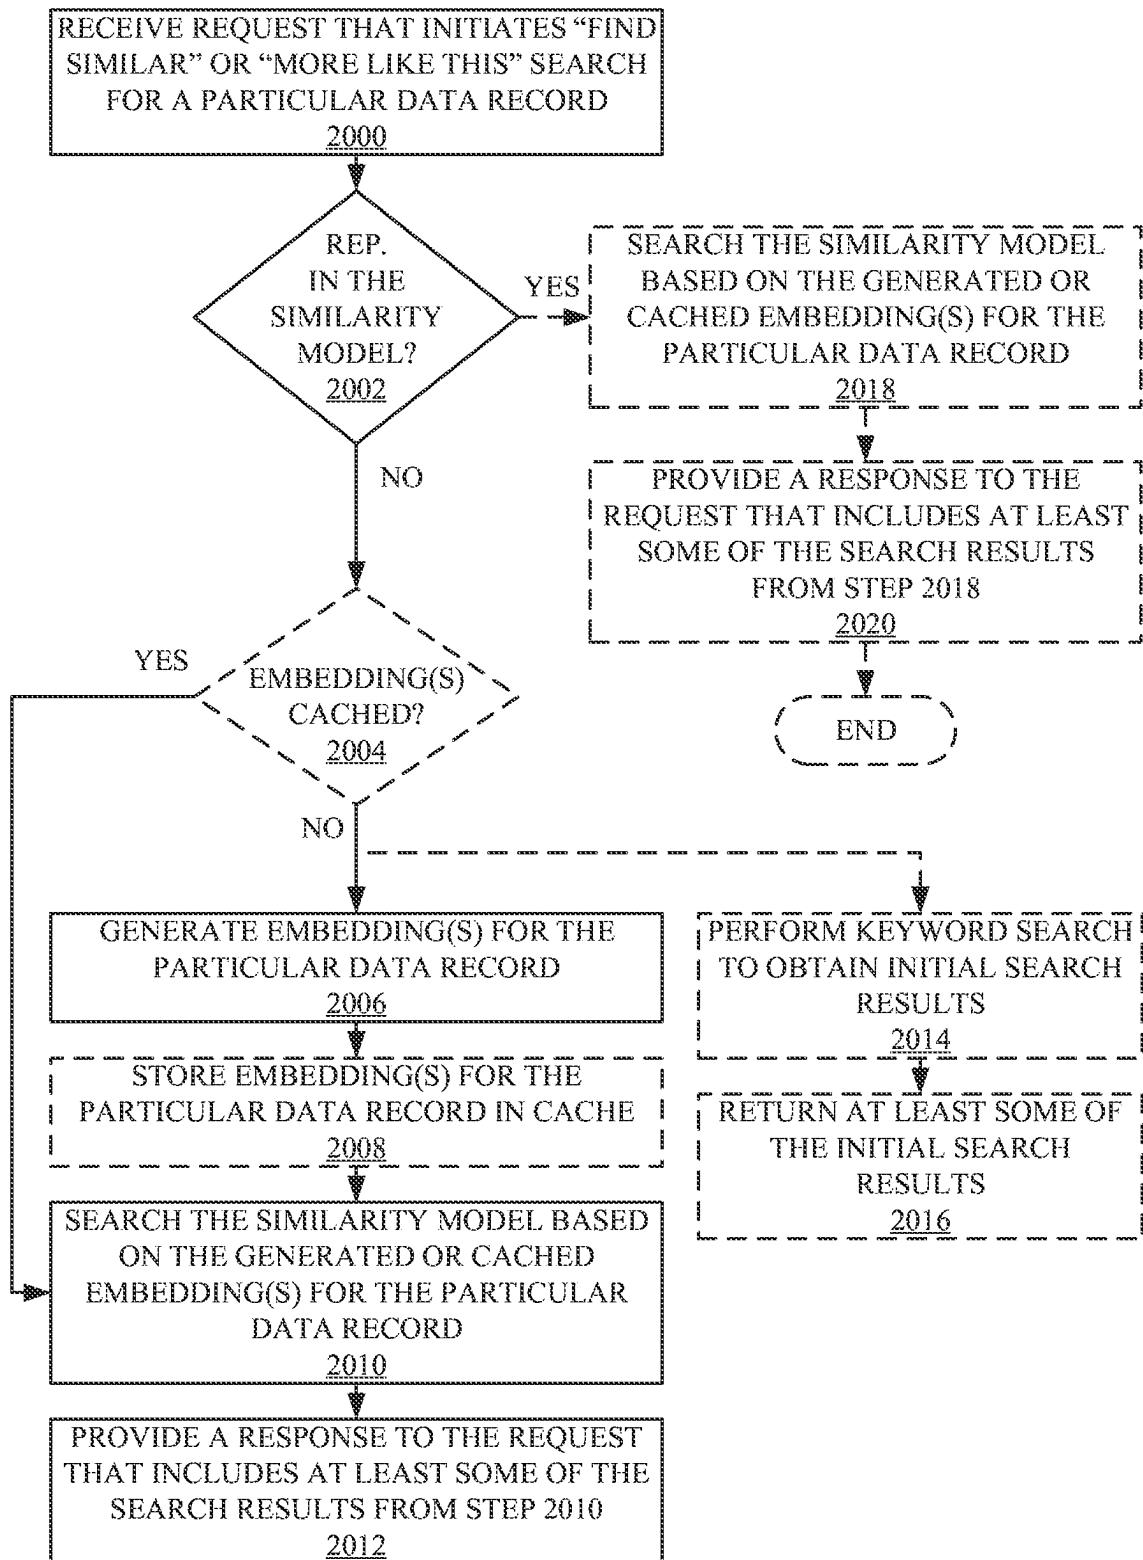 RECEIVE REQUEST THAT INITIATES “FIND
SIMILAR” OR “MORE LIKE THIS” SEARCH
FOR A PARTICULAR DATA RECORD
2000
REP.
IN THE
SIMILARITY
MODEL?
2002
YES
SEARCH THE SIMILARITY MODEL
BASED ON THE GENERATED OR
CACHED EMBEDDING(S) FOR THE
PARTICULAR DATA RECORD
2018
NO
PROVIDE A RESPONSE TO THE
REQUEST THAT INCLUDES AT LEAST
SOME OF THE SEARCH RESULTS
FROM STEP 2018
2020
END
YES
EMBEDDING(S)
CACHED?
2004
NO
GENERATE EMBEDDING(S) FOR THE
PARTICULAR DATA RECORD
2006
PERFORM KEYWORD SEARCH
TO OBTAIN INITIAL SEARCH
RESULTS
2014
STORE EMBEDDING(S) FOR THE
PARTICULAR DATA RECORD IN CACHE
2008
RETURN AT LEAST SOME OF
THE INITIAL SEARCH
RESULTS
2016
SEARCH THE SIMILARITY MODEL BASED
ON THE GENERATED OR CACHED
EMBEDDING(S) FOR THE PARTICULAR
DATA RECORD
2010
PROVIDE A RESPONSE TO THE REQUEST
THAT INCLUDES AT LEAST SOME OF THE
SEARCH RESULTS FROM STEP 2010
2012